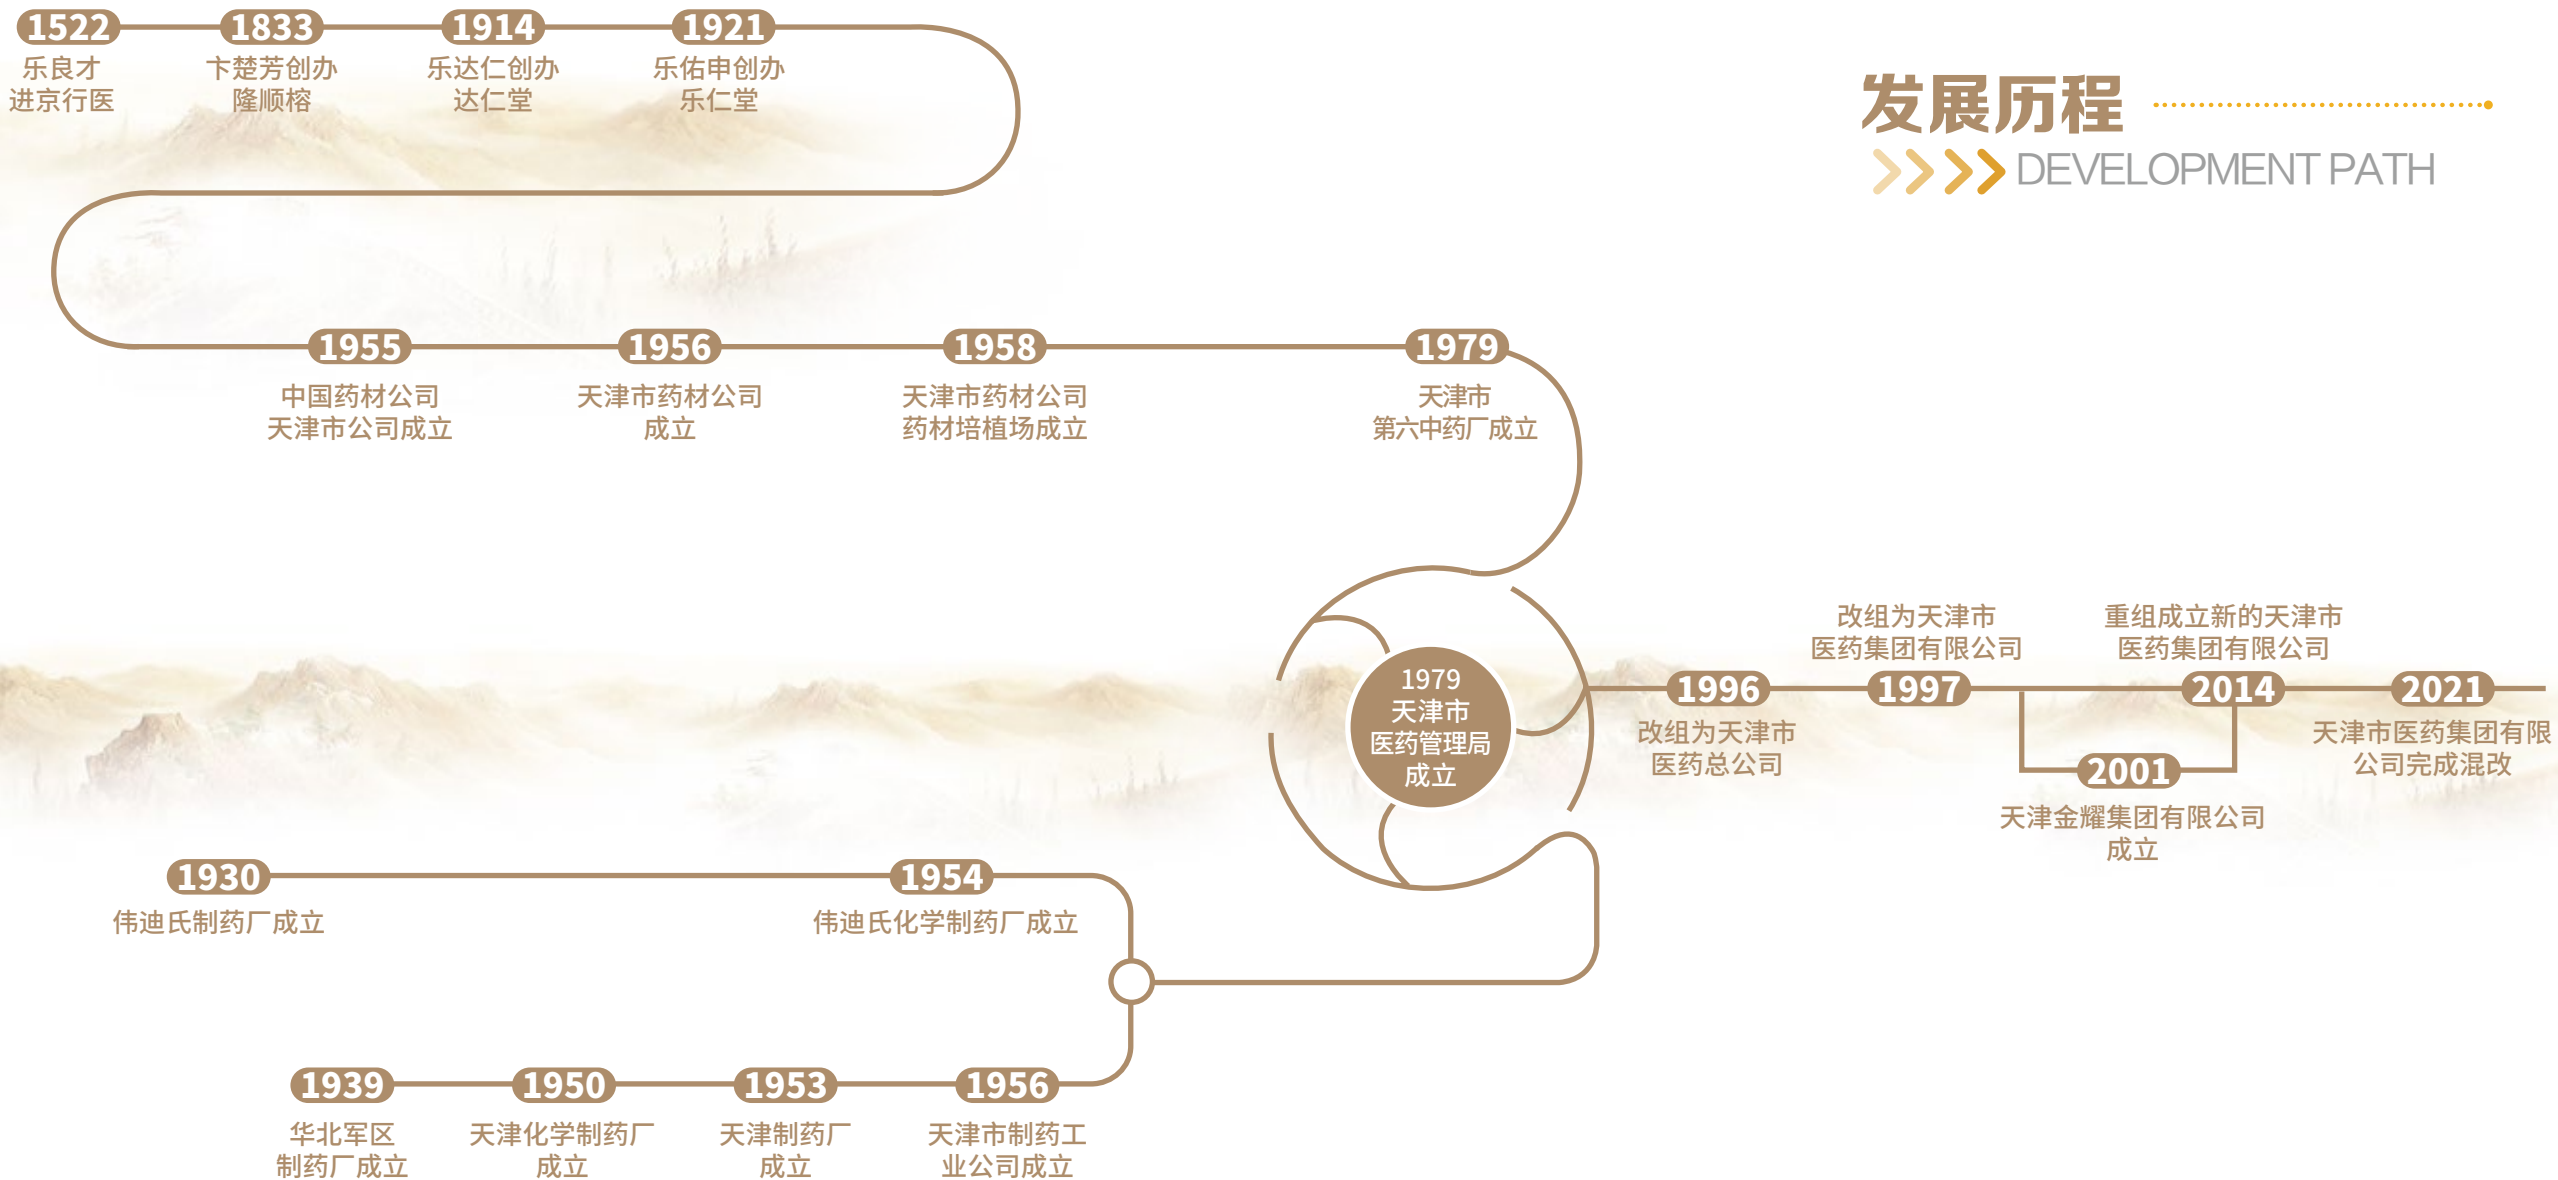 发展历程
DEVELOPMENT PATH
1522
乐良才
进京行医
1833
卞楚芳创办
隆顺榕
1914
乐达仁创办
达仁堂
1921
乐佑申创办
乐仁堂
1955
中国药材公司
天津市公司成立
1956
天津市药材公司
成立
1958
天津市药材公司
药材培植场成立
1979
天津市
第六中药厂成立
1979
天津市
医药管理局
成立
1996
改组为天津市
医药总公司
改组为天津市
医药集团有限公司
1997
2001
天津金耀集团有限公司
成立
重组成立新的天津市
医药集团有限公司
2014
2021
天津市医药集团有限
公司完成混改
1930
伟迪氏制药厂成立
1954
伟迪氏化学制药厂成立
1939
华北军区
制药厂成立
1950
天津化学制药厂
成立
1953
天津制药厂
成立
1956
天津市制药工
业公司成立